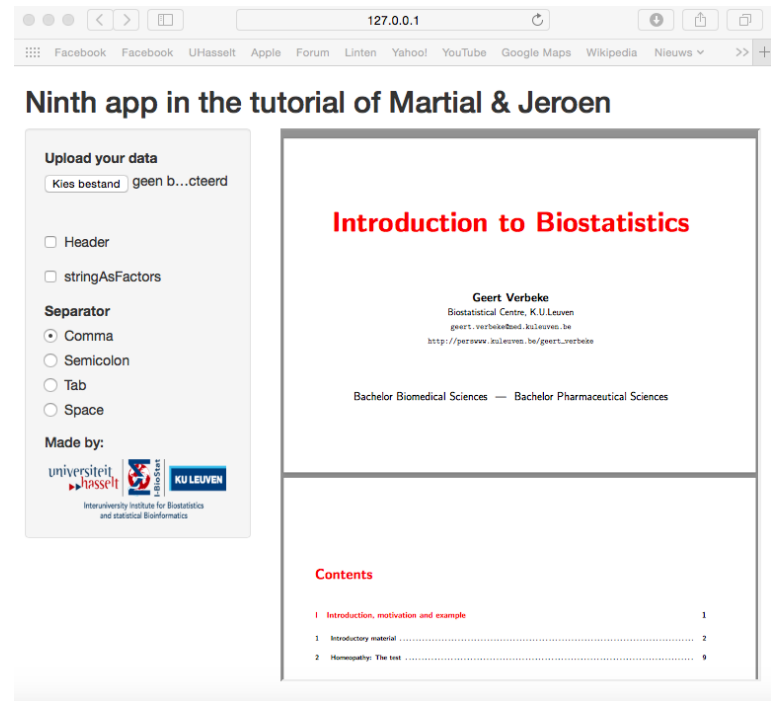 127.0.0.1
Facebook Facebook UHasselt Apple Forum Linten Yahoo! YouTube Google Maps Wikipedia Nieuws >> +
Ninth app in the tutorial of Martial & Jeroen
Upload your data
Kies bestand geen b...cteerd
Header
stringAsFactors
Separator
Comma
Semicolon
Tab
Space
Made by:
universiteit
hasselt
I-BioStat
KU LEUVEN
Interuniversity Institute for Biostatistics
and statistical Bioinformatics
Introduction to Biostatistics
Geert Verbeke
Biostatistical Centre, K.U.Leuven
geert.verbeke@med.kuleuven.be
http://perswww.kuleuven.be/geert_verbeke
Bachelor Biomedical Sciences — Bachelor Pharmaceutical Sciences
Contents
I Introduction, motivation and example 1
1 Introductory material 2
2 Homeopathy: The test 9